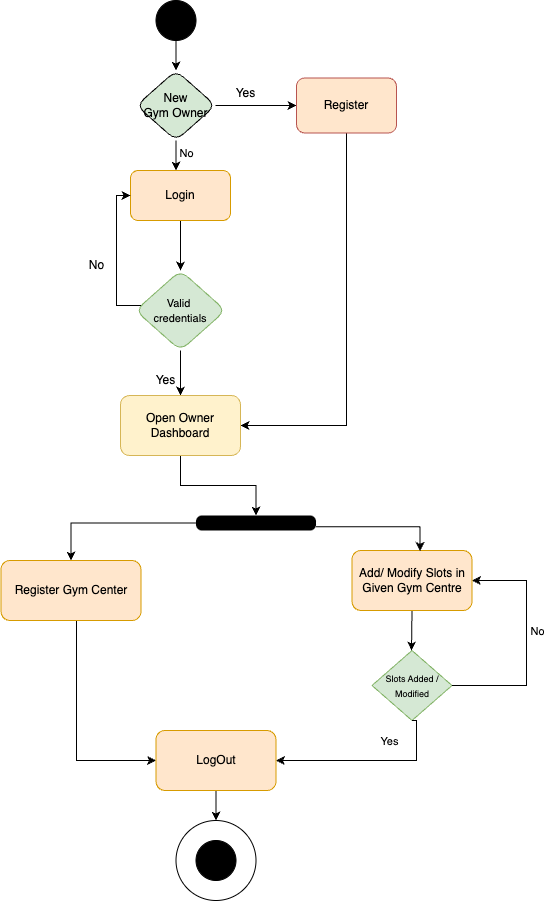 New
Gym Owner
Yes
Register
No
Login
No
Valid
credentials
Yes
Open Owner
Dashboard
Register Gym Center
Add/ Modify Slots in
Given Gym Centre
No
Slots Added /
Modified
Yes
LogOut